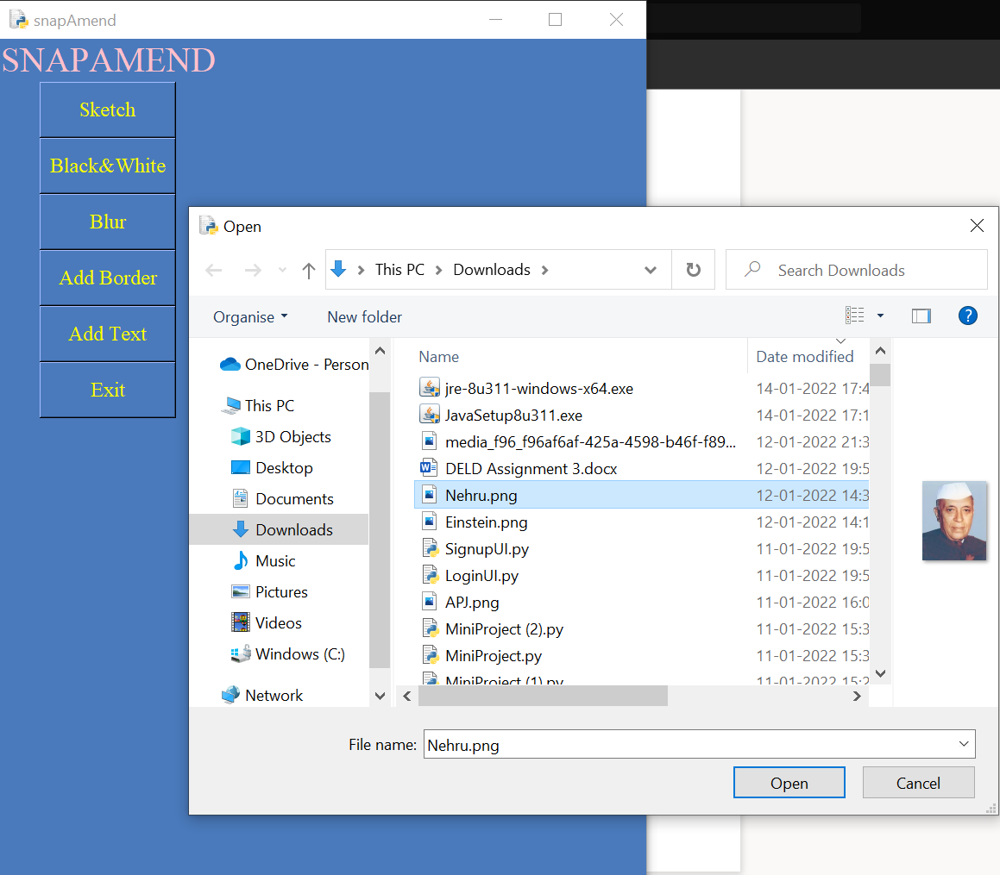 snapAmend
SNAPAMEND
Sketch
Black&White
Blur
Add Border
Add Text
Exit
Open
This PC > Downloads >
Search Downloads
Organise
New folder
?
OneDrive - Person
This PC
3D Objects
Desktop
Documents
Downloads
Music
Pictures
Videos
Windows (C:)
Network
Name Date modified
jre-8u311-windows-x64.exe 14-01-2022 17:4
JavaSetup8u311.exe 14-01-2022 17:1
media_f96_f96af6af-425a-4598-b46f-f89... 12-01-2022 21:3
DELD Assignment 3.docx 12-01-2022 19:5
Nehru.png 12-01-2022 14:3
Einstein.png 12-01-2022 14:1
SignupUI.py 11-01-2022 19:5
LoginUI.py 11-01-2022 19:5
APJ.png 11-01-2022 16:0
MiniProject (2).py 11-01-2022 15:3
MiniProject.py 11-01-2022 15:3
MiniProject (1).py 11-01-2022 15:2
File name: Nehru.png
Open
Cancel